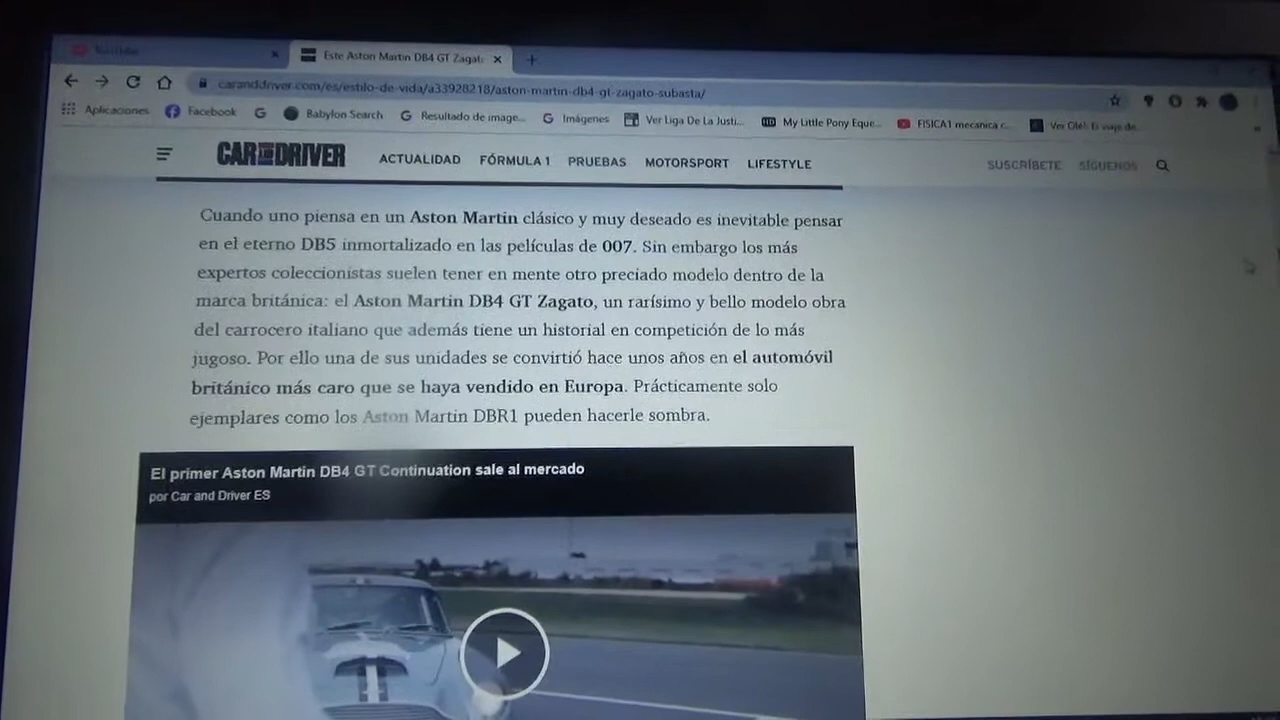 Este Aston Martin DB4 GT Zagato
caranddriver.com/es/estilo-de-vida/a33928218/aston-martin-db4-gt-zagato-subasta/
Aplicaciones Facebook Babylon Search Resultado de image... Imágenes Ver Liga De La Justi... My Little Pony Eque... FISICA1 mecanica c...
CAR AND DRIVER ACTUALIDAD FÓRMULA 1 PRUEBAS MOTORSPORT LIFESTYLE SUSCRÍBETE SÍGUENOS
Cuando uno piensa en un Aston Martin clásico y muy deseado es inevitable pensar
en el eterno DB5 inmortalizado en las películas de 007. Sin embargo los más
expertos coleccionistas suelen tener en mente otro preciado modelo dentro de la
marca británica: el Aston Martin DB4 GT Zagato, un rarísimo y bello modelo obra
del carrocero italiano que además tiene un historial en competición de lo más
jugoso. Por ello una de sus unidades se convirtió hace unos años en el automóvil
británico más caro que se haya vendido en Europa. Prácticamente solo
ejemplares como los Aston Martin DBR1 pueden hacerle sombra.
El primer Aston Martin DB4 GT Continuation sale al mercado
por Car and Driver ES